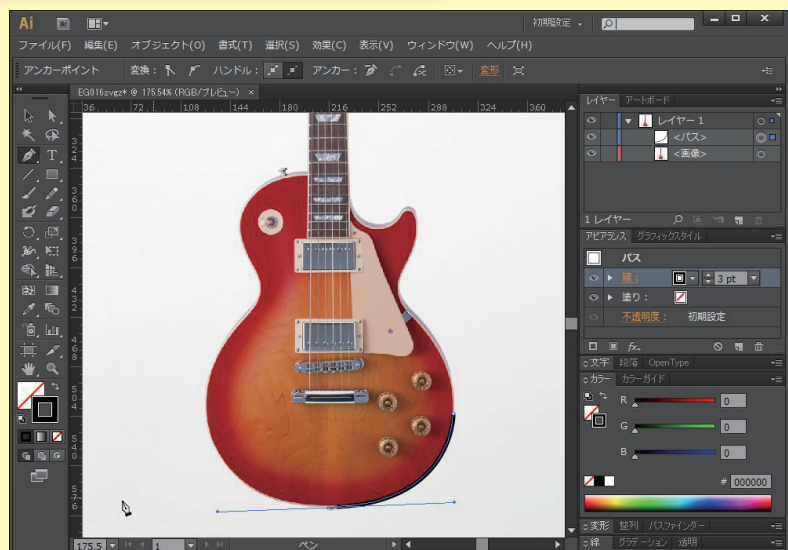 Ai Br 初期設定
ファイル(F) 編集(E) オブジェクト(O) 書式(T) 選択(S) 効果(C) 表示(V) ウィンドウ(W) ヘルプ(H)
アンカーポイント 変換: ハンドル: アンカー: 変形
EG016svgz* @ 175.54% (RGB/プレビュー) ×
36 72 108 144 180 216 252 288 324 360
レイヤー アートボード
レイヤー 1
<パス>
<画像>
1 レイヤー
アピアランス グラフィックスタイル
パス
線: 3 pt
塗り:
不透明度: 初期設定
fx.
文字 段落 OpenType
カラー カラーガイド
R 0
G 0
B 0
# 000000
変形 整列 パスファインダー
線 グラデーション 透明
175.5 1 ペン